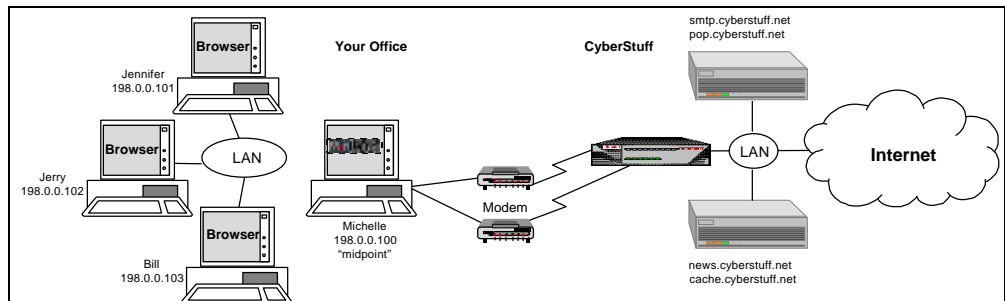 Browser
Jennifer
198.0.0.101
Browser
Jerry
198.0.0.102
Browser
Bill
198.0.0.103
LAN
Your Office
Michelle
198.0.0.100
“midpoint”
Modem
CyberStuff
smtp.cyberstuff.net
pop.cyberstuff.net
LAN
news.cyberstuff.net
cache.cyberstuff.net
Internet